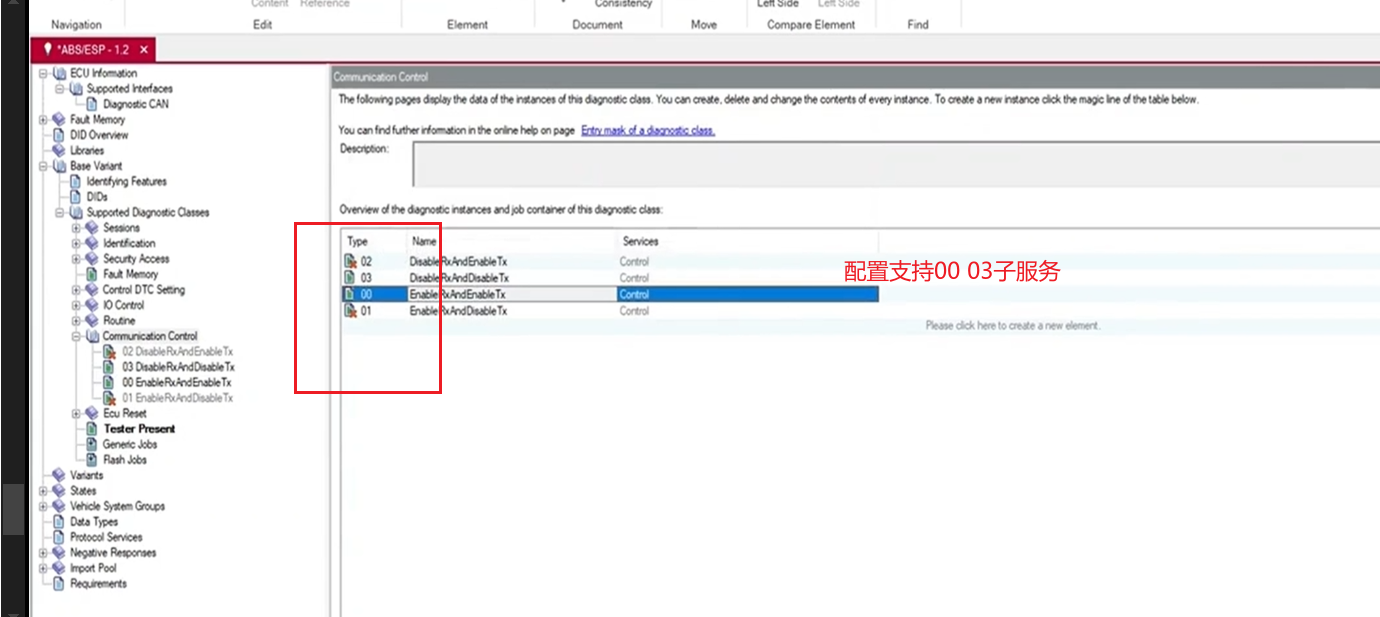 Content Reference
Consistency
Left Side Left Side
Navigation Edit Element Document Move Compare Element Find
*ABS/ESP - 1.2
ECU Information
Supported Interfaces
Diagnostic CAN
Fault Memory
DID Overview
Libraries
Base Variant
Identifying Features
DIDs
Supported Diagnostic Classes
Sessions
Identification
Security Access
Fault Memory
Control DTC Setting
IO Control
Routine
Communication Control
02 DisableRxAndEnableTx
03 DisableRxAndDisableTx
00 EnableRxAndEnableTx
01 EnableRxAndDisableTx
Ecu Reset
Tester Present
Generic Jobs
Flash Jobs
Variants
States
Vehicle System Groups
Data Types
Protocol Services
Negative Responses
Import Pool
Requirements
Communication Control
The following pages display the data of the instances of this diagnostic class. You can create, delete and change the contents of every instance. To create a new instance click the magic line of the table below.
You can find further information in the online help on page Entry mask of a diagnostic class.
Description:
Overview of the diagnostic instances and job container of this diagnostic class:
Type Name Services
02 DisableRxAndEnableTx Control
03 DisableRxAndDisableTx Control
00 EnableRxAndEnableTx Control
01 EnableRxAndDisableTx Control
Please click here to create a new element.
配置支持00 03子服务